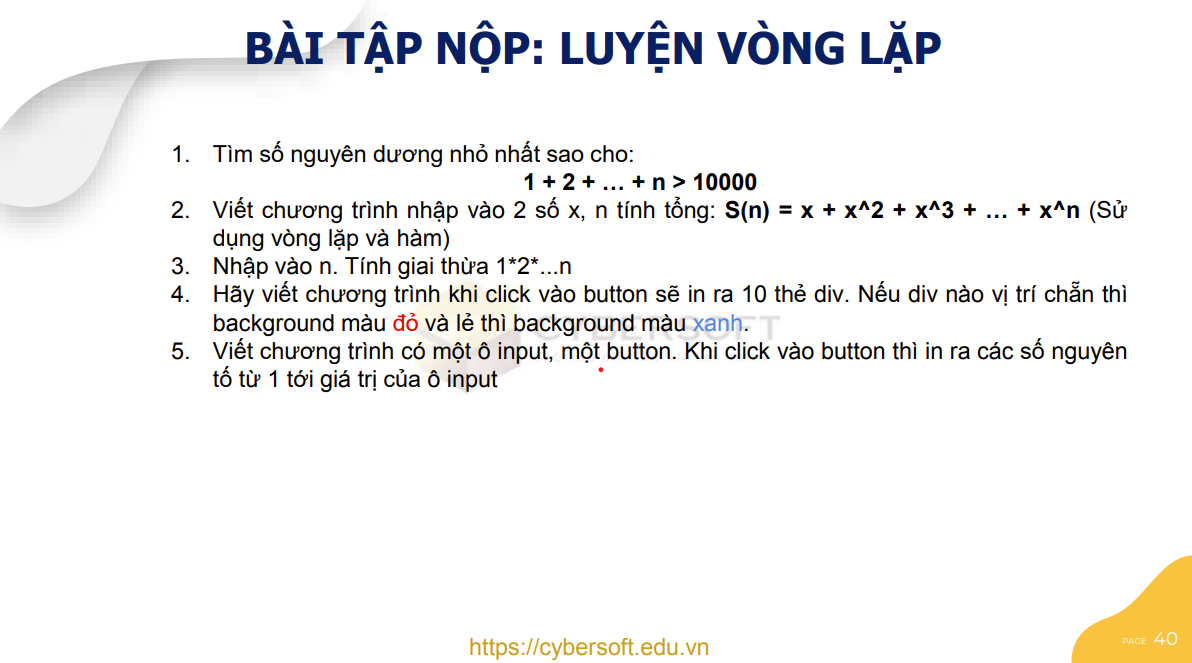 BÀI TẬP NỘP: LUYỆN VÒNG LẶP
1. Tìm số nguyên dương nhỏ nhất sao cho:
1 + 2 + … + n > 10000
2. Viết chương trình nhập vào 2 số x, n tính tổng: S(n) = x + x^2 + x^3 + … + x^n (Sử
dụng vòng lặp và hàm)
3. Nhập vào n. Tính giai thừa 1*2*...n
4. Hãy viết chương trình khi click vào button sẽ in ra 10 thẻ div. Nếu div nào vị trí chẵn thì
background màu đỏ và lẻ thì background màu xanh.
CYBERSOFT
5. Viết chương trình có một ô input, một button. Khi click vào button thì in ra các số nguyên
tố từ 1 tới giá trị của ô input
https://cybersoft.edu.vn
PAGE 40